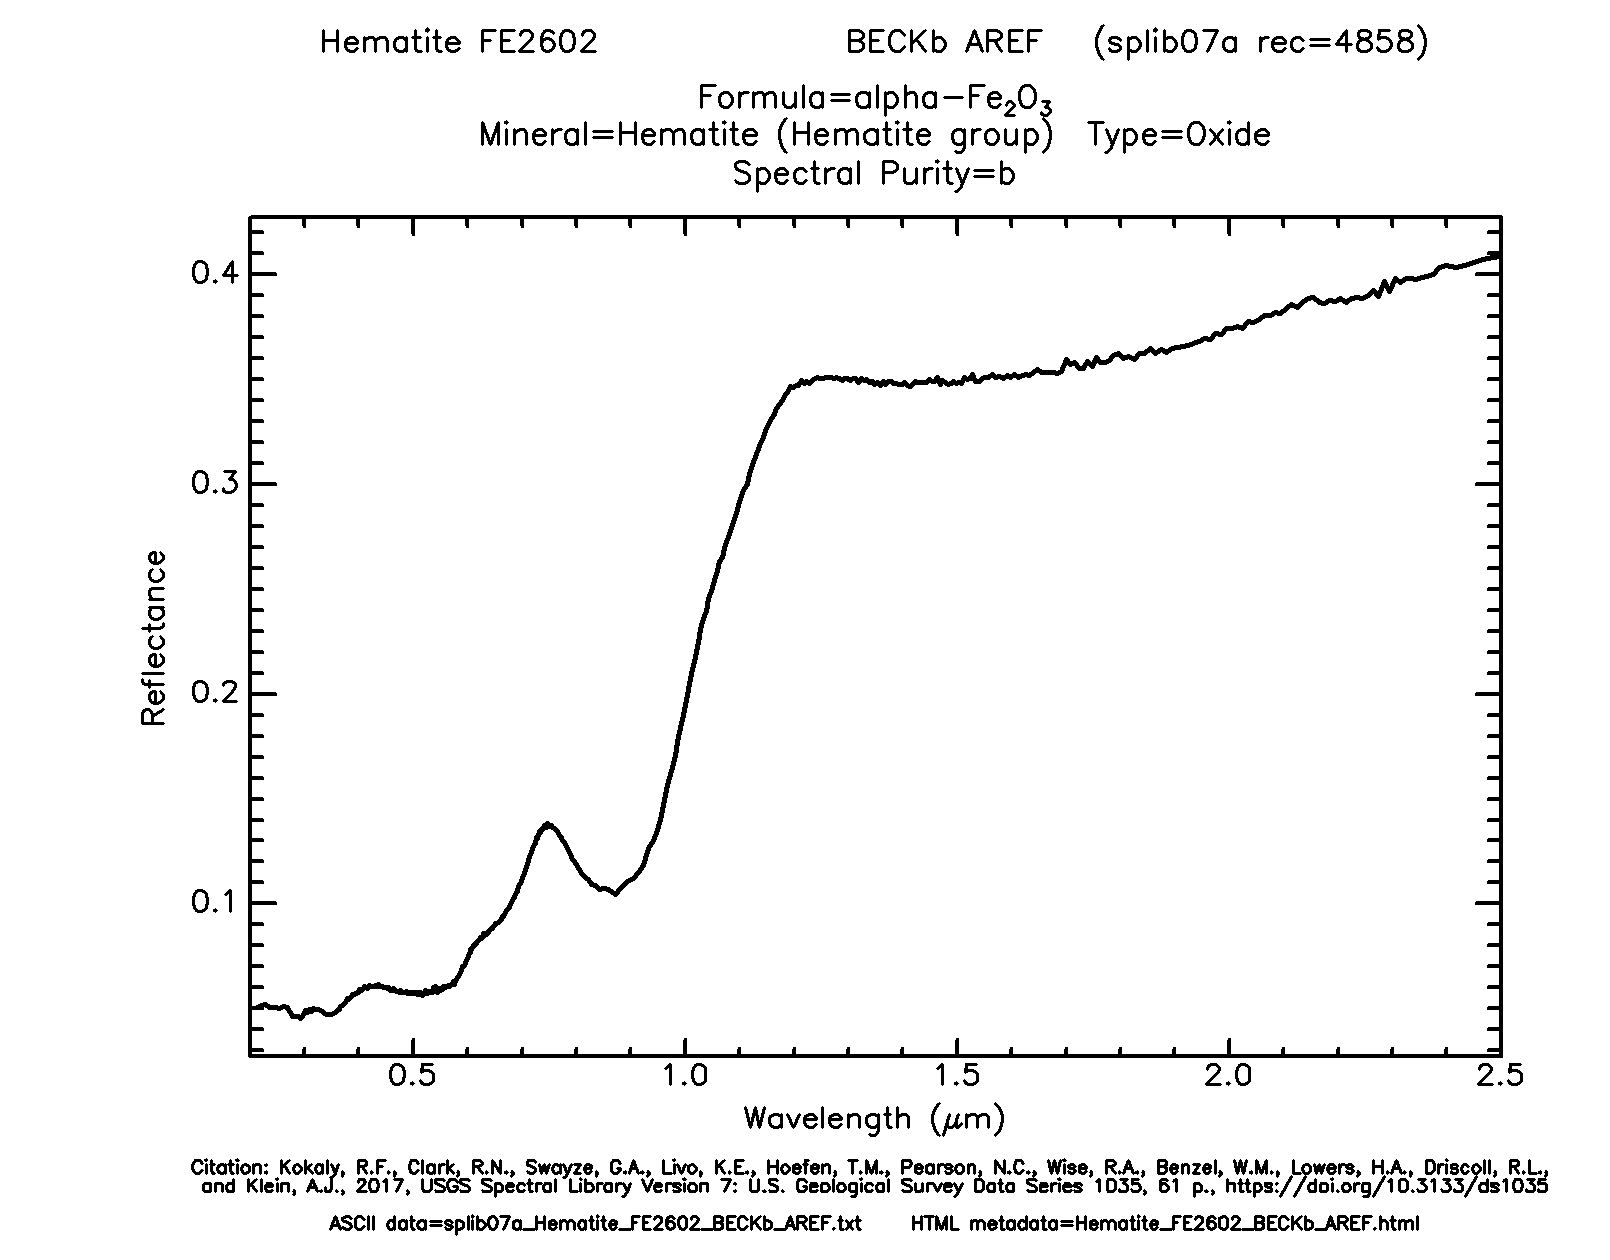 Hematite FE2602 BECKb AREF (splib07a rec=4858)
Formula=alpha-Fe₂O₃
Mineral=Hematite (Hematite group) Type=Oxide
Spectral Purity=b
0.4
0.3
0.2
0.1
Reflectance
0.5 1.0 1.5 2.0 2.5
Wavelength (μm)
Citation: Kokaly, R.F., Clark, R.N., Swayze, G.A., Livo, K.E., Hoefen, T.M., Pearson, N.C., Wise, R.A., Benzel, W.M., Lowers, H.A., Driscoll, R.L.,
and Klein, A.J., 2017, USGS Spectral Library Version 7: U.S. Geological Survey Data Series 1035, 61 p., https://doi.org/10.3133/ds1035
ASCII data=splib07a_Hematite_FE2602_BECKb_AREF.txt HTML metadata=Hematite_FE2602_BECKb_AREF.html